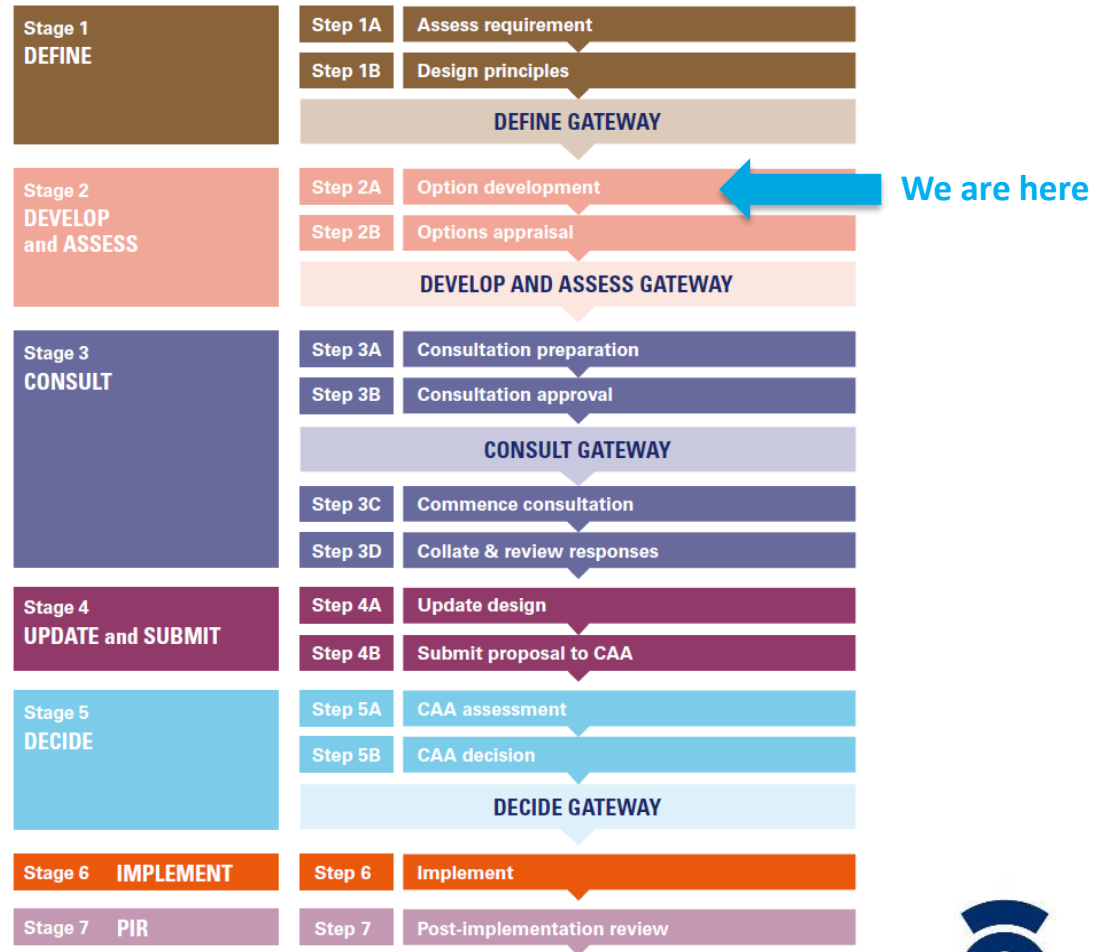 Stage 1
DEFINE
Step 1A Assess requirement
Step 1B Design principles
DEFINE GATEWAY
Stage 2
DEVELOP
and ASSESS
Step 2A Option development
We are here
Step 2B Options appraisal
DEVELOP AND ASSESS GATEWAY
Stage 3
CONSULT
Step 3A Consultation preparation
Step 3B Consultation approval
CONSULT GATEWAY
Step 3C Commence consultation
Step 3D Collate & review responses
Stage 4
UPDATE and SUBMIT
Step 4A Update design
Step 4B Submit proposal to CAA
Stage 5
DECIDE
Step 5A CAA assessment
Step 5B CAA decision
DECIDE GATEWAY
Stage 6 IMPLEMENT
Step 6 Implement
Stage 7 PIR
Step 7 Post-implementation review